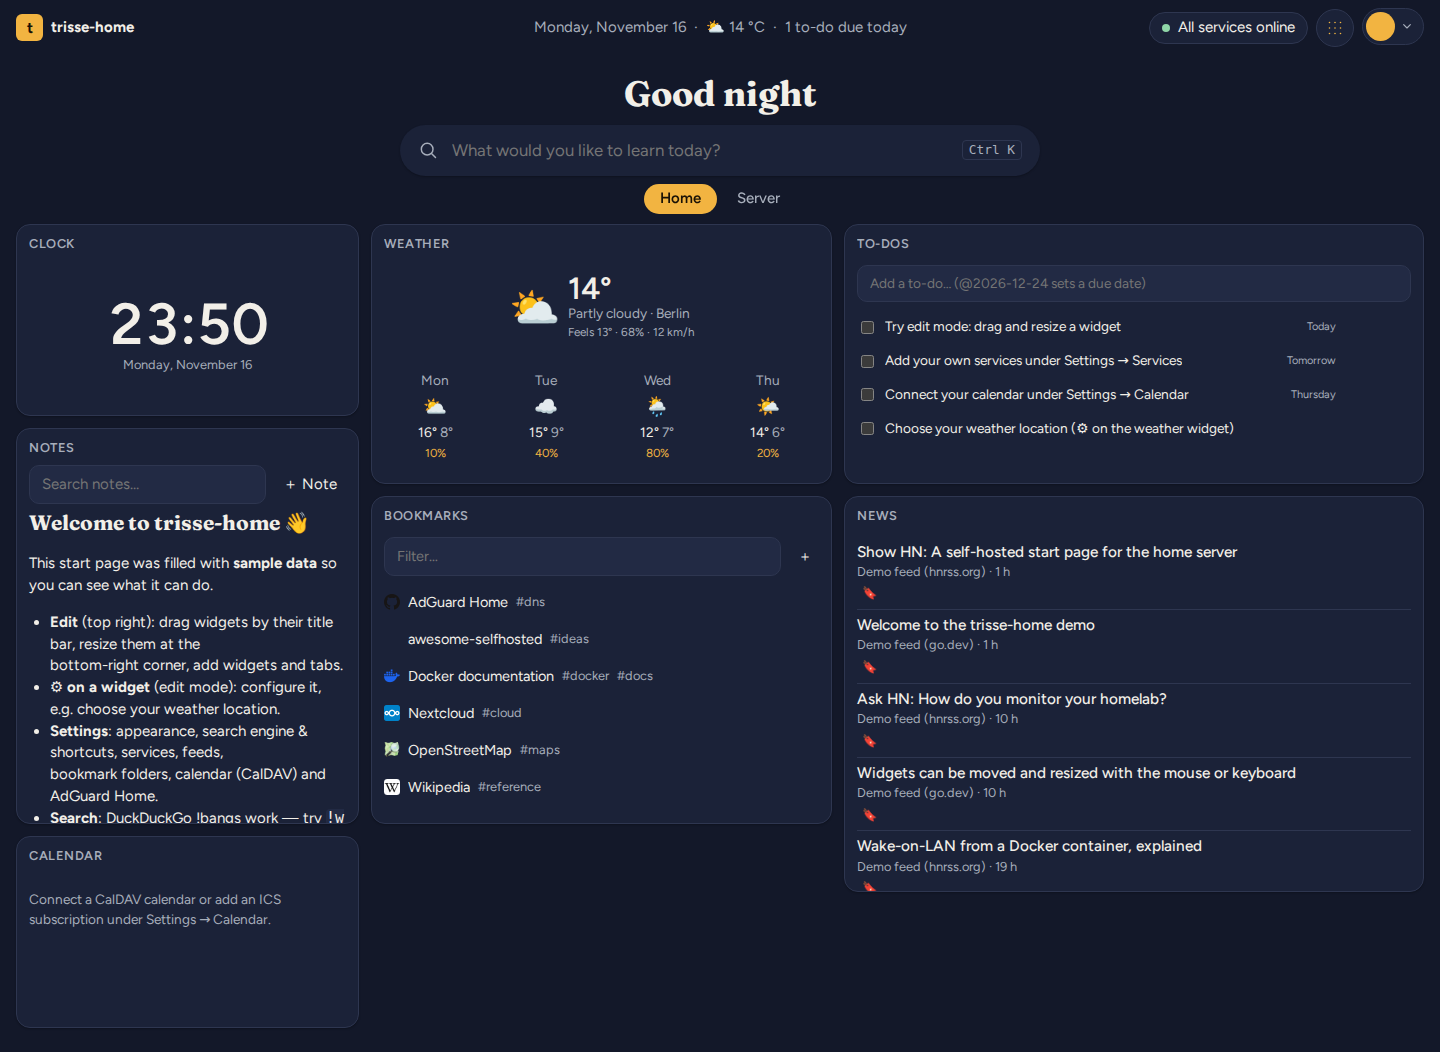 t
trisse-home
Monday, November 16 · ⛅ 14 °C · 1 to-do due today
All services online
Good night
What would you like to learn today?
Ctrl K
Home
Server
CLOCK
23:50
Monday, November 16
NOTES
Search notes...
+ Note
Welcome to trisse-home 👋
This start page was filled with sample data so
you can see what it can do.
• Edit (top right): drag widgets by their title
bar, resize them at the
bottom-right corner, add widgets and tabs.
• ⚙ on a widget (edit mode): configure it,
e.g. choose your weather location.
• Settings: appearance, search engine &
shortcuts, services, feeds,
bookmark folders, calendar (CalDAV) and
AdGuard Home.
• Search: DuckDuckGo !bangs work — try !w
CALENDAR
Connect a CalDAV calendar or add an ICS
subscription under Settings → Calendar.
WEATHER
14°
Partly cloudy · Berlin
Feels 13° · 68% · 12 km/h
Mon
Tue
Wed
Thu
16° 8°
15° 9°
12° 7°
14° 6°
10%
40%
80%
20%
BOOKMARKS
Filter...
+
AdGuard Home #dns
awesome-selfhosted #ideas
Docker documentation #docker #docs
Nextcloud #cloud
OpenStreetMap #maps
W
Wikipedia #reference
TO-DOS
Add a to-do... (@2026-12-24 sets a due date)
Try edit mode: drag and resize a widget
Today
Add your own services under Settings → Services
Tomorrow
Connect your calendar under Settings → Calendar
Thursday
Choose your weather location (⚙ on the weather widget)
NEWS
Show HN: A self-hosted start page for the home server
Demo feed (hnrss.org) · 1 h
Welcome to the trisse-home demo
Demo feed (go.dev) · 1 h
Ask HN: How do you monitor your homelab?
Demo feed (hnrss.org) · 10 h
Widgets can be moved and resized with the mouse or keyboard
Demo feed (go.dev) · 10 h
Wake-on-LAN from a Docker container, explained
Demo feed (hnrss.org) · 19 h